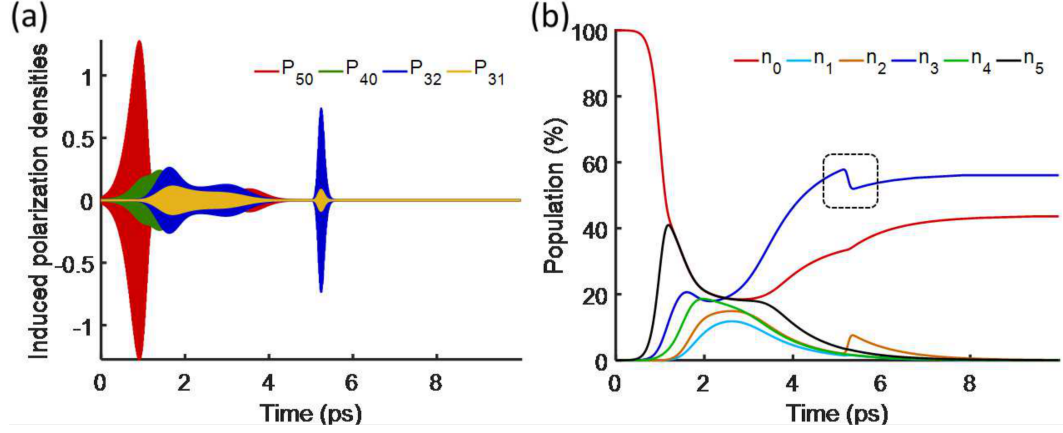 (a)
Induced polarization densities
1
0.5
0
-0.5
-1
P50 P40 P32 P31
0 2 4 6 8
Time (ps)
(b)
Population (%)
100
80
60
40
20
0
n0 n1 n2 n3 n4 n5
0 2 4 6 8
Time (ps)